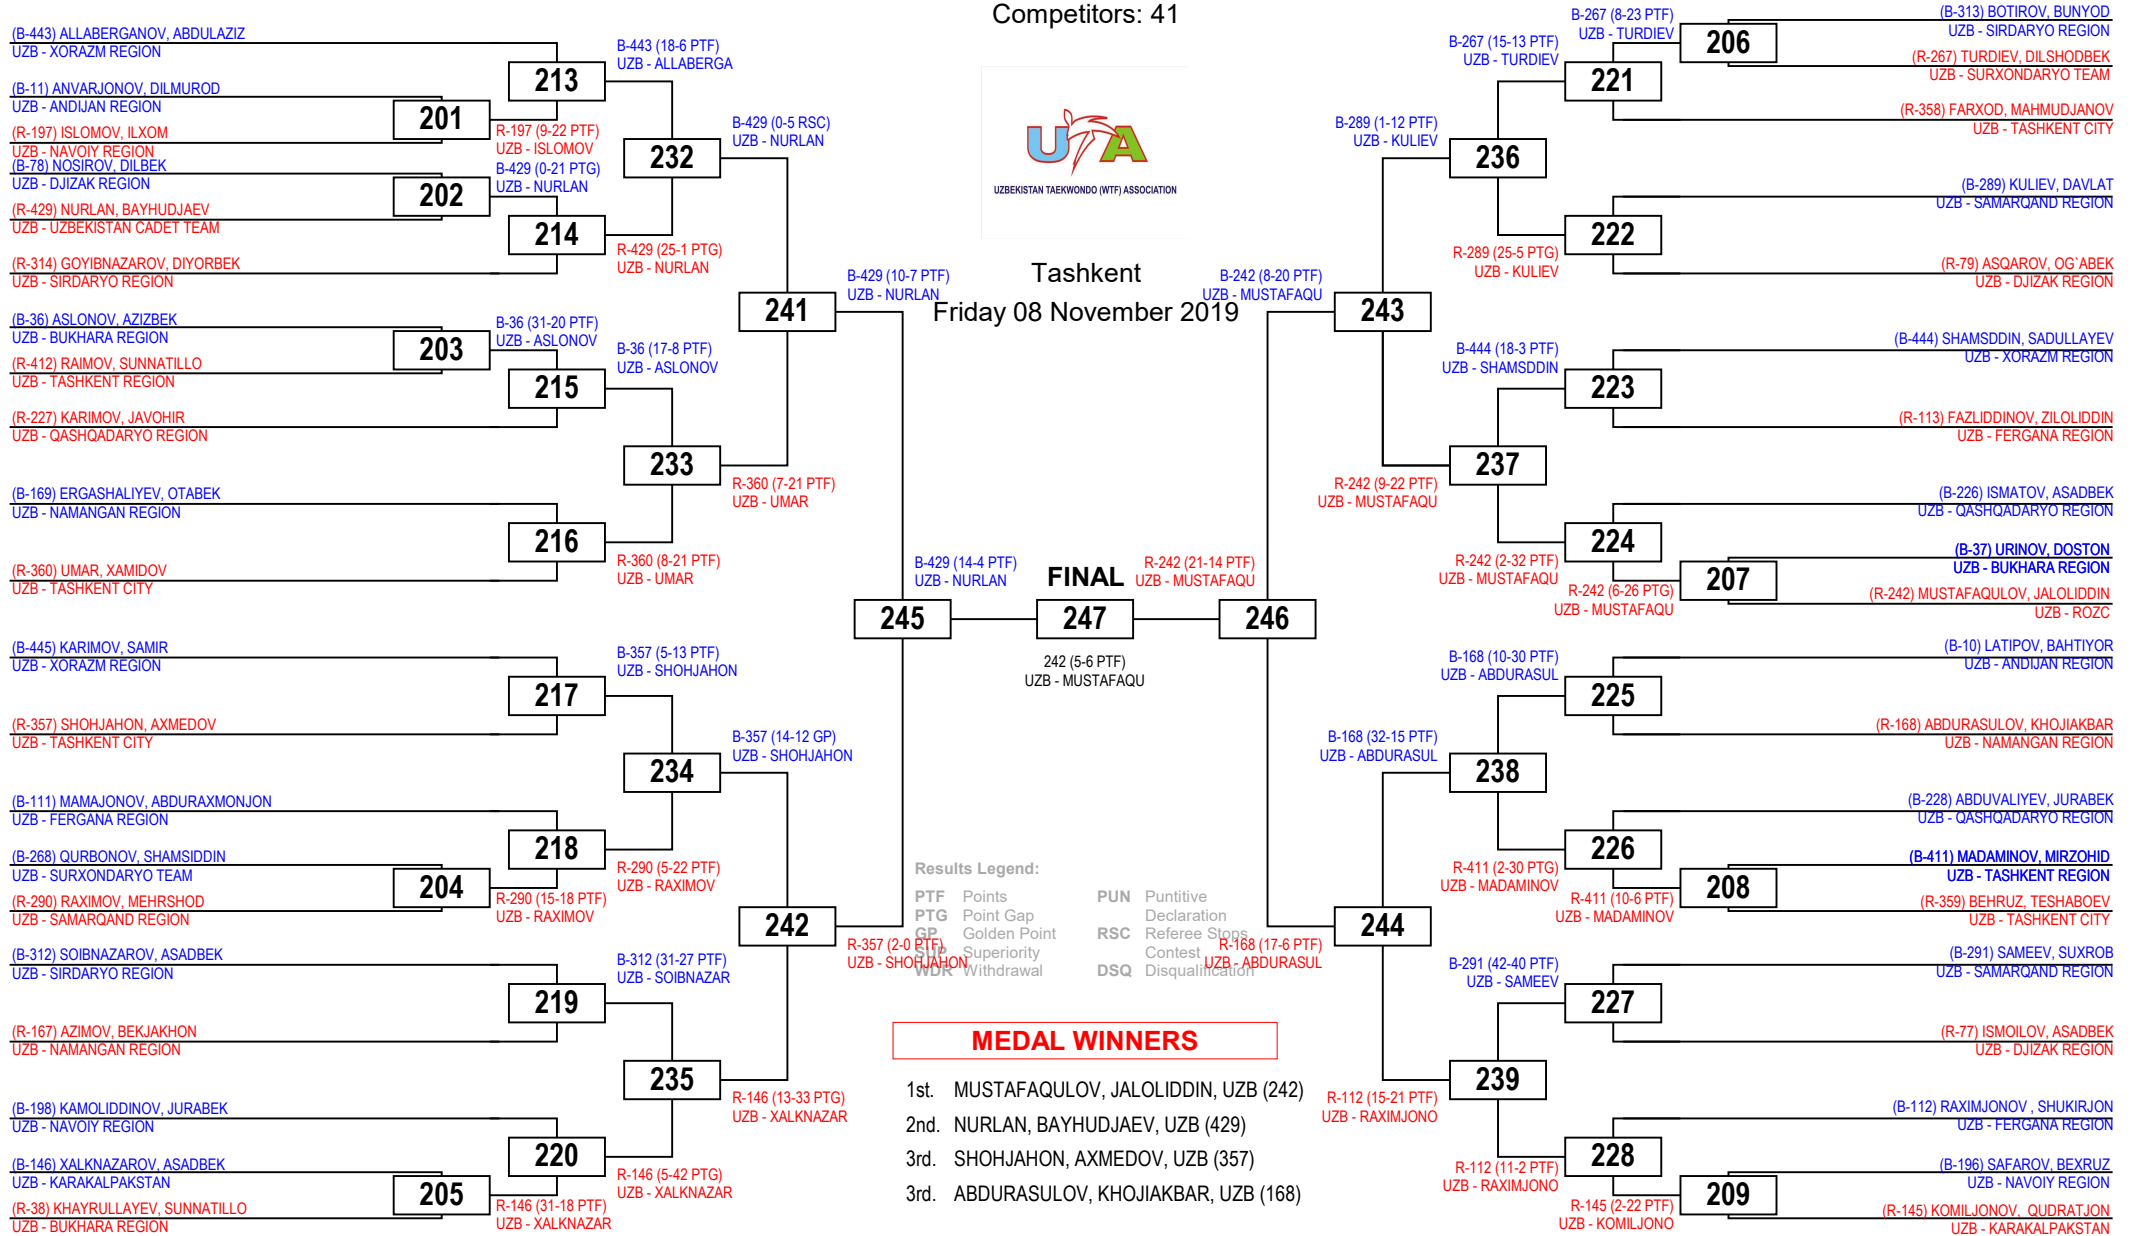 Competitors: 41
UTA
UZBEKISTAN TAEKWONDO (WTF) ASSOCIATION
Tashkent
Friday 08 November 2019
(B-443) ALLABERGANOV, ABDULAZIZ
UZB - XORAZM REGION
(B-11) ANVARJONOV, DILMUROD
UZB - ANDIJAN REGION
(R-197) ISLOMOV, ILXOM
UZB - NAVOIY REGION
(B-78) NOSIROV, DILBEK
UZB - DJIZAK REGION
(R-429) NURLAN, BAYHUDJAEV
UZB - UZBEKISTAN CADET TEAM
(R-314) GOYIBNAZAROV, DIYORBEK
UZB - SIRDARYO REGION
(B-36) ASLONOV, AZIZBEK
UZB - BUKHARA REGION
(R-412) RAIMOV, SUNNATILLO
UZB - TASHKENT REGION
(R-227) KARIMOV, JAVOHIR
UZB - QASHQADARYO REGION
(B-169) ERGASHALIYEV, OTABEK
UZB - NAMANGAN REGION
(R-360) UMAR, XAMIDOV
UZB - TASHKENT CITY
(B-445) KARIMOV, SAMIR
UZB - XORAZM REGION
(R-357) SHOHJAHON, AXMEDOV
UZB - TASHKENT CITY
(B-111) MAMAJONOV, ABDURAXMONJON
UZB - FERGANA REGION
(B-268) QURBONOV, SHAMSIDDIN
UZB - SURXONDARYO TEAM
(R-290) RAXIMOV, MEHRSHOD
UZB - SAMARQAND REGION
(B-312) SOIBNAZAROV, ASADBEK
UZB - SIRDARYO REGION
(R-167) AZIMOV, BEKJAKHON
UZB - NAMANGAN REGION
(B-198) KAMOLIDDINOV, JURABEK
UZB - NAVOIY REGION
(B-146) XALKNAZAROV, ASADBEK
UZB - KARAKALPAKSTAN
(R-38) KHAYRULLAYEV, SUNNATILLO
UZB - BUKHARA REGION
201
202
203
204
205
R-197 (9-22 PTF)
UZB - ISLOMOV
B-429 (0-21 PTG)
UZB - NURLAN
B-36 (31-20 PTF)
UZB - ASLONOV
R-290 (15-18 PTF)
UZB - RAXIMOV
R-146 (31-18 PTF)
UZB - XALKNAZAR
213
214
215
216
217
218
219
220
B-443 (18-6 PTF)
UZB - ALLABERGA
R-429 (25-1 PTG)
UZB - NURLAN
B-36 (17-8 PTF)
UZB - ASLONOV
R-360 (8-21 PTF)
UZB - UMAR
B-357 (5-13 PTF)
UZB - SHOHJAHON
R-290 (5-22 PTF)
UZB - RAXIMOV
B-312 (31-27 PTF)
UZB - SOIBNAZAR
R-146 (5-42 PTG)
UZB - XALKNAZAR
232
233
234
235
B-429 (0-5 RSC)
UZB - NURLAN
R-360 (7-21 PTF)
UZB - UMAR
B-357 (14-12 GP)
UZB - SHOHJAHON
R-146 (13-33 PTG)
UZB - XALKNAZAR
241
242
B-429 (10-7 PTF)
UZB - NURLAN
R-357 (2-0 PTF)
UZB - SHOHJAHON
245
B-429 (14-4 PTF)
UZB - NURLAN
FINAL
247
242 (5-6 PTF)
UZB - MUSTAFAQU
R-242 (21-14 PTF)
UZB - MUSTAFAQU
246
B-242 (8-20 PTF)
UZB - MUSTAFAQU
R-168 (17-6 PTF)
UZB - ABDURASUL
243
244
B-289 (1-12 PTF)
UZB - KULIEV
R-242 (9-22 PTF)
UZB - MUSTAFAQU
B-168 (32-15 PTF)
UZB - ABDURASUL
R-112 (15-21 PTF)
UZB - RAXIMJONO
236
237
238
239
B-267 (15-13 PTF)
UZB - TURDIEV
R-289 (25-5 PTG)
UZB - KULIEV
B-444 (18-3 PTF)
UZB - SHAMSDDIN
R-242 (2-32 PTF)
UZB - MUSTAFAQU
B-168 (10-30 PTF)
UZB - ABDURASUL
R-411 (2-30 PTG)
UZB - MADAMINOV
B-291 (42-40 PTF)
UZB - SAMEEV
R-112 (11-2 PTF)
UZB - RAXIMJONO
221
222
223
224
225
226
227
228
B-267 (8-23 PTF)
UZB - TURDIEV
R-242 (6-26 PTG)
UZB - MUSTAFAQU
R-411 (10-6 PTF)
UZB - MADAMINOV
R-145 (2-22 PTF)
UZB - KOMILJONO
206
207
208
209
(B-313) BOTIROV, BUNYOD
UZB - SIRDARYO REGION
(R-267) TURDIEV, DILSHODBEK
UZB - SURXONDARYO TEAM
(R-358) FARXOD, MAHMUDJANOV
UZB - TASHKENT CITY
(B-289) KULIEV, DAVLAT
UZB - SAMARQAND REGION
(R-79) ASQAROV, OG`ABEK
UZB - DJIZAK REGION
(B-444) SHAMSDDIN, SADULLAYEV
UZB - XORAZM REGION
(R-113) FAZLIDDINOV, ZILOLIDDIN
UZB - FERGANA REGION
(B-226) ISMATOV, ASADBEK
UZB - QASHQADARYO REGION
(B-37) URINOV, DOSTON
UZB - BUKHARA REGION
(R-242) MUSTAFAQULOV, JALOLIDDIN
UZB - ROZC
(B-10) LATIPOV, BAHTIYOR
UZB - ANDIJAN REGION
(R-168) ABDURASULOV, KHOJIAKBAR
UZB - NAMANGAN REGION
(B-228) ABDUVALIYEV, JURABEK
UZB - QASHQADARYO REGION
(B-411) MADAMINOV, MIRZOHID
UZB - TASHKENT REGION
(R-359) BEHRUZ, TESHABOEV
UZB - TASHKENT CITY
(B-291) SAMEEV, SUXROB
UZB - SAMARQAND REGION
(R-77) ISMOILOV, ASADBEK
UZB - DJIZAK REGION
(B-112) RAXIMJONOV , SHUKIRJON
UZB - FERGANA REGION
(B-196) SAFAROV, BEXRUZ
UZB - NAVOIY REGION
(R-145) KOMILJONOV, QUDRATJON
UZB - KARAKALPAKSTAN
Results Legend:
PTF Points
PTG Point Gap
GP Golden Point
SUP Superiority
WDR Withdrawal
PUN Puntitive
Declaration
RSC Referee Stops
Contest
DSQ Disqualification
MEDAL WINNERS
1st. MUSTAFAQULOV, JALOLIDDIN, UZB (242)
2nd. NURLAN, BAYHUDJAEV, UZB (429)
3rd. SHOHJAHON, AXMEDOV, UZB (357)
3rd. ABDURASULOV, KHOJIAKBAR, UZB (168)